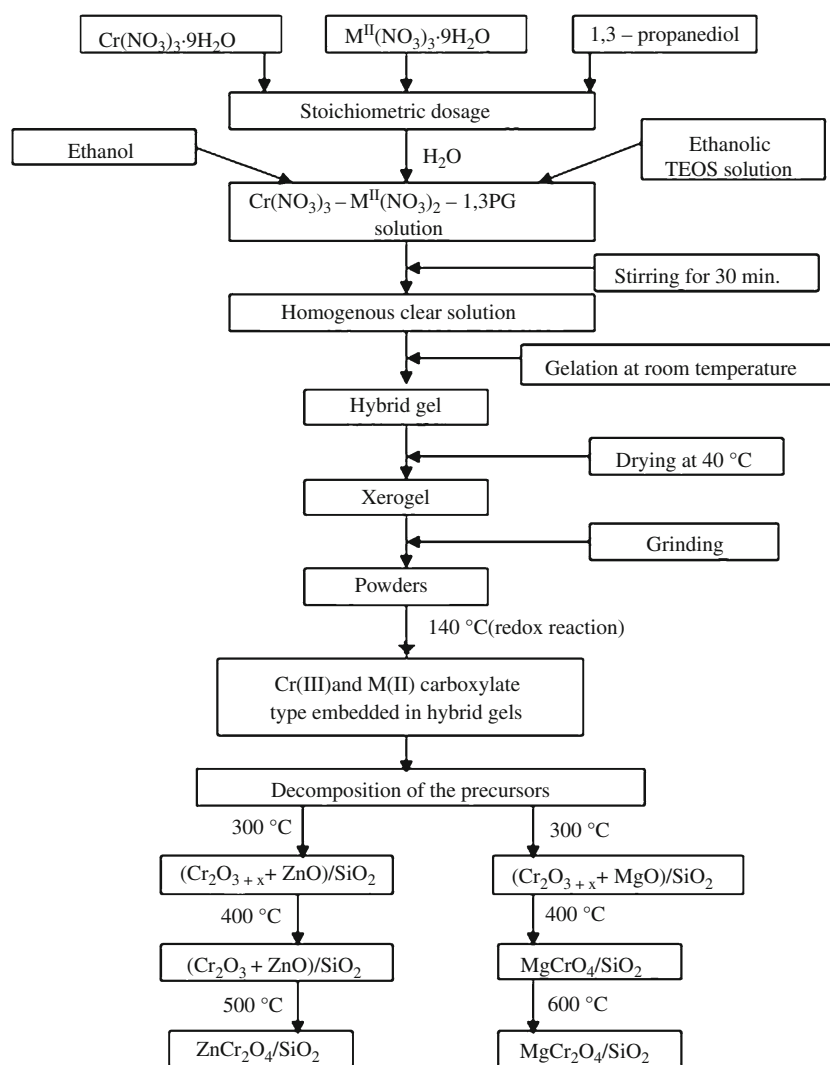 Cr(NO₃)₃·9H₂O
Mᴵᴵ(NO₃)₃·9H₂O
1,3 – propanediol
Stoichiometric dosage
Ethanol
H₂O
Ethanolic
TEOS solution
Cr(NO₃)₃ – Mᴵᴵ(NO₃)₂ – 1,3PG
solution
Stirring for 30 min.
Homogenous clear solution
Gelation at room temperature
Hybrid gel
Drying at 40 °C
Xerogel
Grinding
Powders
140 °C(redox reaction)
Cr(III)and M(II) carboxylate
type embedded in hybrid gels
Decomposition of the precursors
300 °C
300 °C
(Cr₂O₃ ₊ ₓ+ ZnO)/SiO₂
(Cr₂O₃₊ₓ+ MgO)/SiO₂
400 °C
400 °C
(Cr₂O₃ + ZnO)/SiO₂
MgCrO₄/SiO₂
500 °C
600 °C
ZnCr₂O₄/SiO₂
MgCr₂O₄/SiO₂